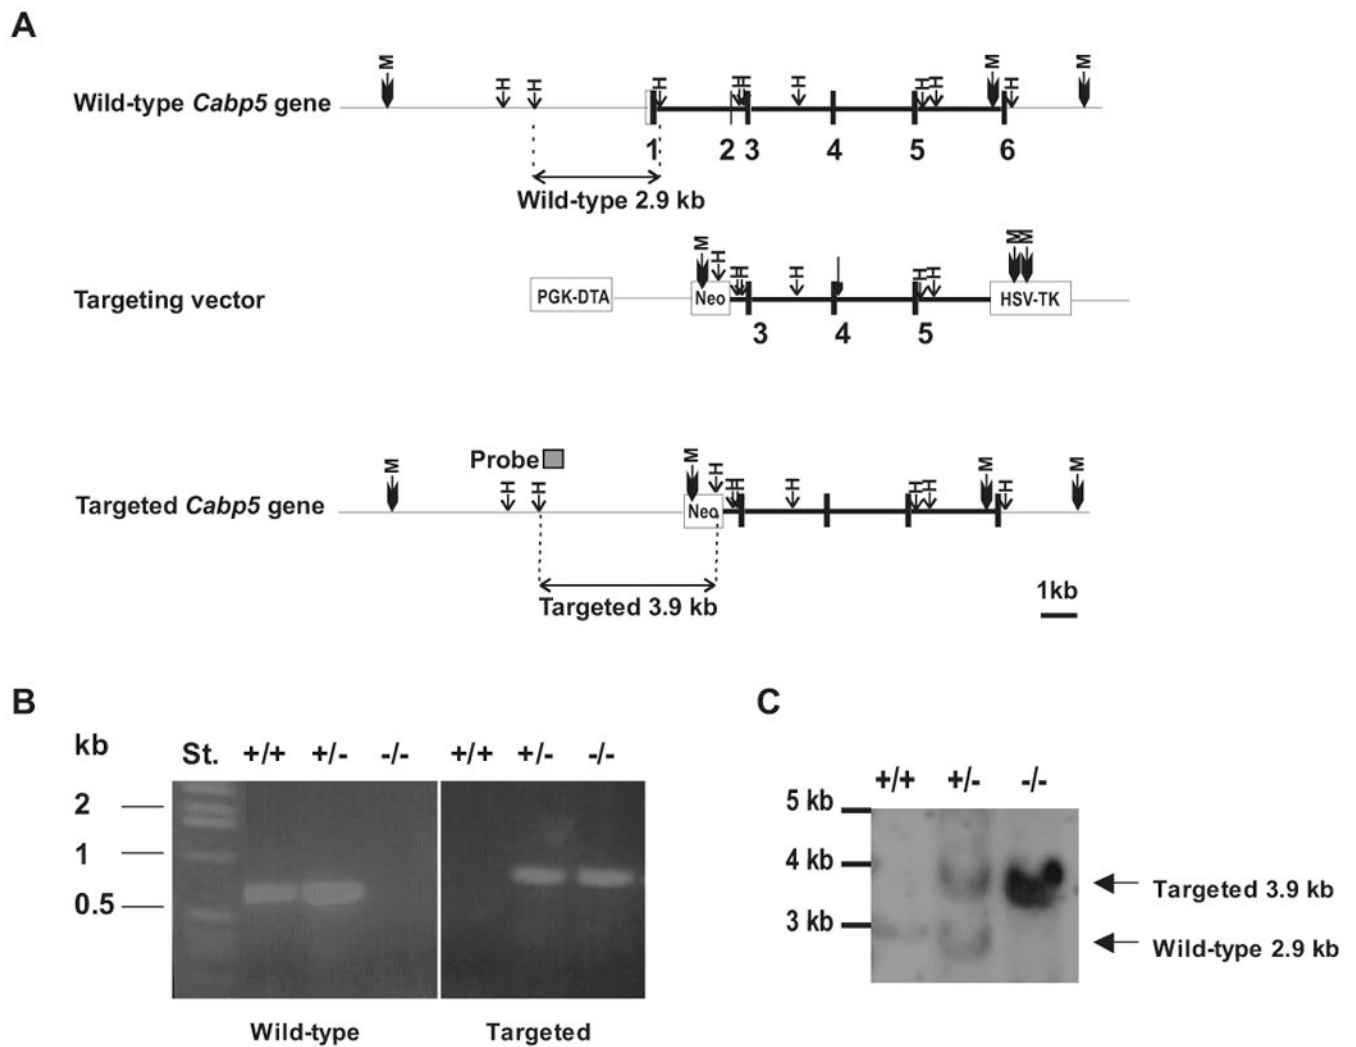 A
M H H H H H H H H M H M
Wild-type Cabp5 gene
1 2 3 4 5 6
Wild-type 2.9 kb
M H H H H H H M M
Targeting vector
PGK-DTA Neo HSV-TK
3 4 5
Probe
M H H M H H H H H H M H M
Targeted Cabp5 gene
Neo
Targeted 3.9 kb
1kb
B
kb St. +/+ +/- -/- +/+ +/- -/-
2
1
0.5
Wild-type Targeted
C
+/+ +/- -/-
5 kb
4 kb
Targeted 3.9 kb
3 kb
Wild-type 2.9 kb